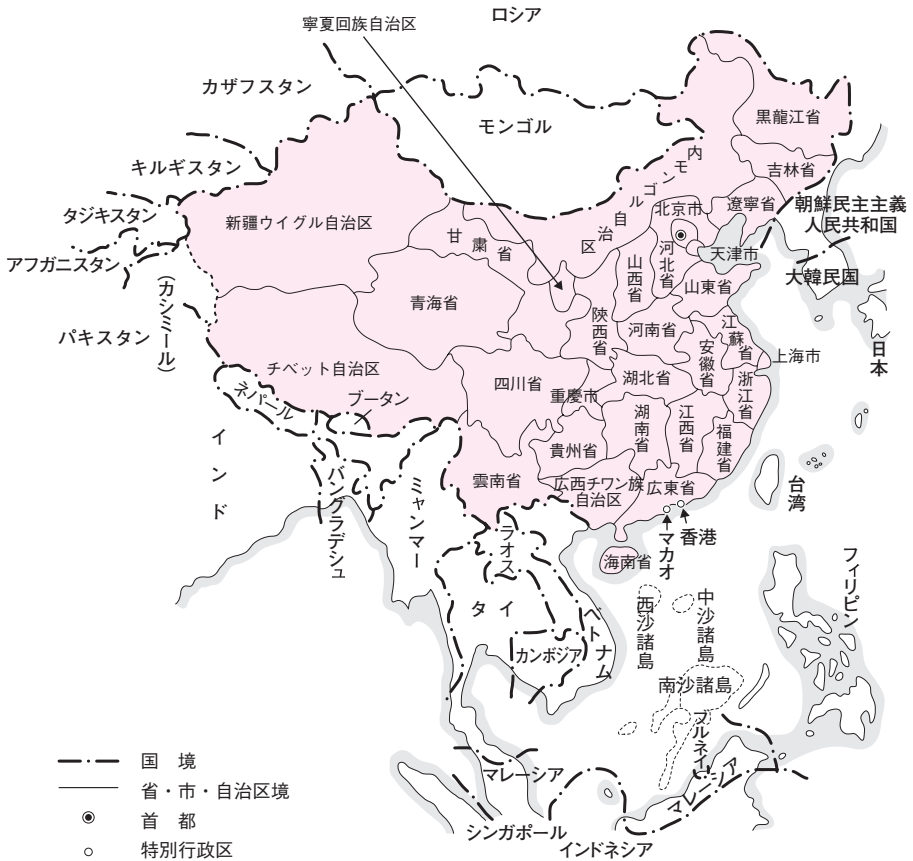 ロシア
寧夏回族自治区
カザフスタン
モンゴル
黒龍江省
内モンゴル自治区
吉林省
キルギスタン
遼寧省
朝鮮民主主義
人民共和国
北京市
タジキスタン
新疆ウイグル自治区
甘粛省
天津市
河北省
山西省
アフガニスタン
大韓民国
(カシミール)
青海省
山東省
陝西省
河南省
江蘇省
パキスタン
安徽省
上海市
日本
チベット自治区
四川省
重慶市
湖北省
浙江省
ネパール
ブータン
湖南省
江西省
福建省
インド
貴州省
バングラデシュ
ミャンマー
雲南省
広西チワン族
自治区
広東省
台湾
香港
マカオ
ラオス
海南省
フィリピン
タイ
ベトナム
西沙諸島
中沙諸島
カンボジア
南沙諸島
ブルネイ
マレーシア
マレーシア
シンガポール
インドネシア
国境
省・市・自治区境
首都
特別行政区